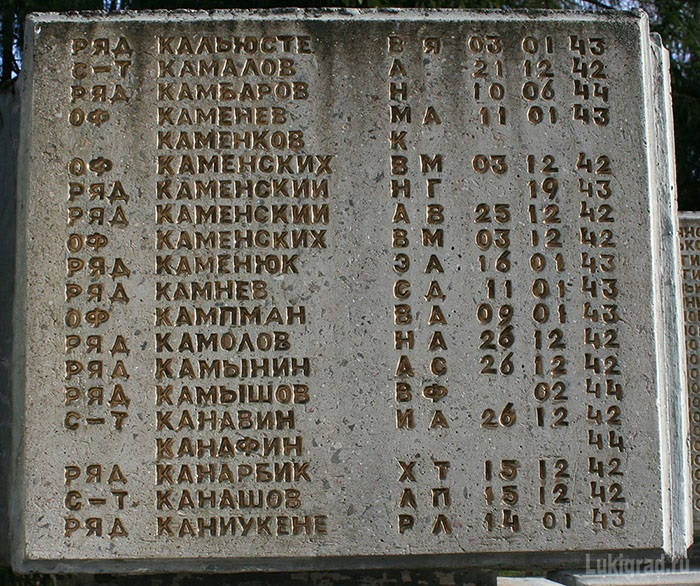 РЯД КАЛЬЮСТЕ В Я 03 01 43
С-Т КАМАЛОВ А 21 12 42
РЯД КАМБАРОВ Н 10 06 44
ОФ КАМЕНЕВ М А 11 01 43
КАМЕНКОВ К
ОФ КАМЕНСКИХ В М 03 12 42
РЯД КАМЕНСКИЙ Н Г 19 43
РЯД КАМЕНСКИЙ А В 25 12 42
ОФ КАМЕНСКИХ В М 03 12 42
РЯД КАМЕНЮК Э А 16 01 43
РЯД КАМНЕВ С Д 11 01 43
ОФ КАМПМАН В А 09 01 43
РЯД КАМОЛОВ Н А 26 12 42
РЯД КАМЫНИН А С 26 12 42
РЯД КАМЫШОВ В Ф 02 44
С-Т КАНАВИН И А 26 12 42
КАНАФИН 44
РЯД КАНАРБИК Х Т 15 12 42
С-Т КАНАШОВ А П 15 12 42
РЯД КАНИУКЕНЕ Р Л 14 01 43
Lukigrad.ru